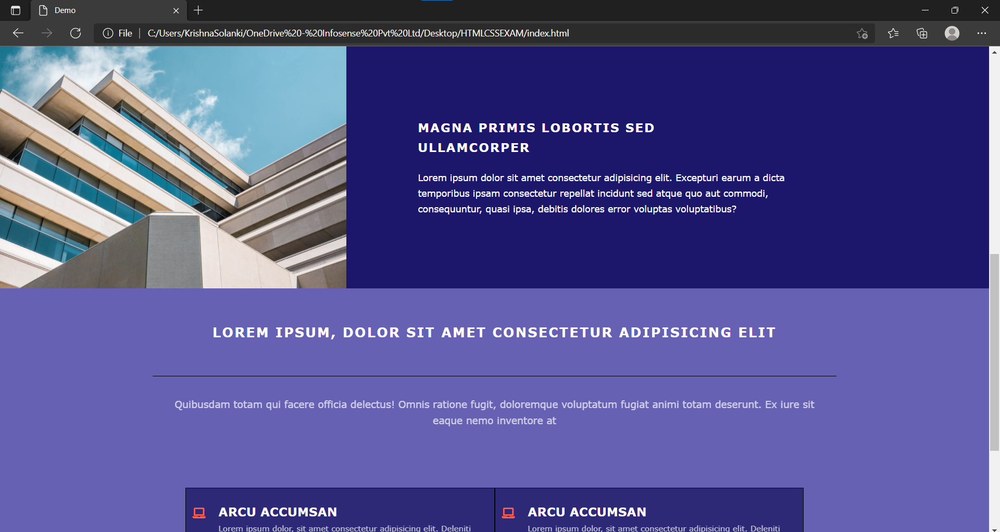 Demo
File
C:/Users/KrishnaSolanki/OneDrive%20-%20Infosense%20Pvt%20Ltd/Desktop/HTMLCSSEXAM/index.html
MAGNA PRIMIS LOBORTIS SED
ULLAMCORPER
Lorem ipsum dolor sit amet consectetur adipisicing elit. Excepturi earum a dicta
temporibus ipsam consectetur repellat incidunt sed atque quo aut commodi,
consequuntur, quasi ipsa, debitis dolores error voluptas voluptatibus?
LOREM IPSUM, DOLOR SIT AMET CONSECTETUR ADIPISICING ELIT
Quibusdam totam qui facere officia delectus! Omnis ratione fugit, doloremque voluptatum fugiat animi totam deserunt. Ex iure sit
eaque nemo inventore at
ARCU ACCUMSAN
Lorem ipsum dolor, sit amet consectetur adipisicing elit. Deleniti
ARCU ACCUMSAN
Lorem ipsum dolor, sit amet consectetur adipisicing elit. Deleniti